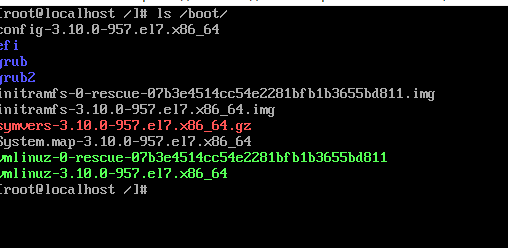 [root@localhost /]# ls /boot/
config-3.10.0-957.el7.x86_64
efi
grub
grub2
initramfs-0-rescue-07b3e4514cc54e2281bfb1b3655bd811.img
initramfs-3.10.0-957.el7.x86_64.img
symvers-3.10.0-957.el7.x86_64.gz
System.map-3.10.0-957.el7.x86_64
vmlinuz-0-rescue-07b3e4514cc54e2281bfb1b3655bd811
vmlinuz-3.10.0-957.el7.x86_64
[root@localhost /]#